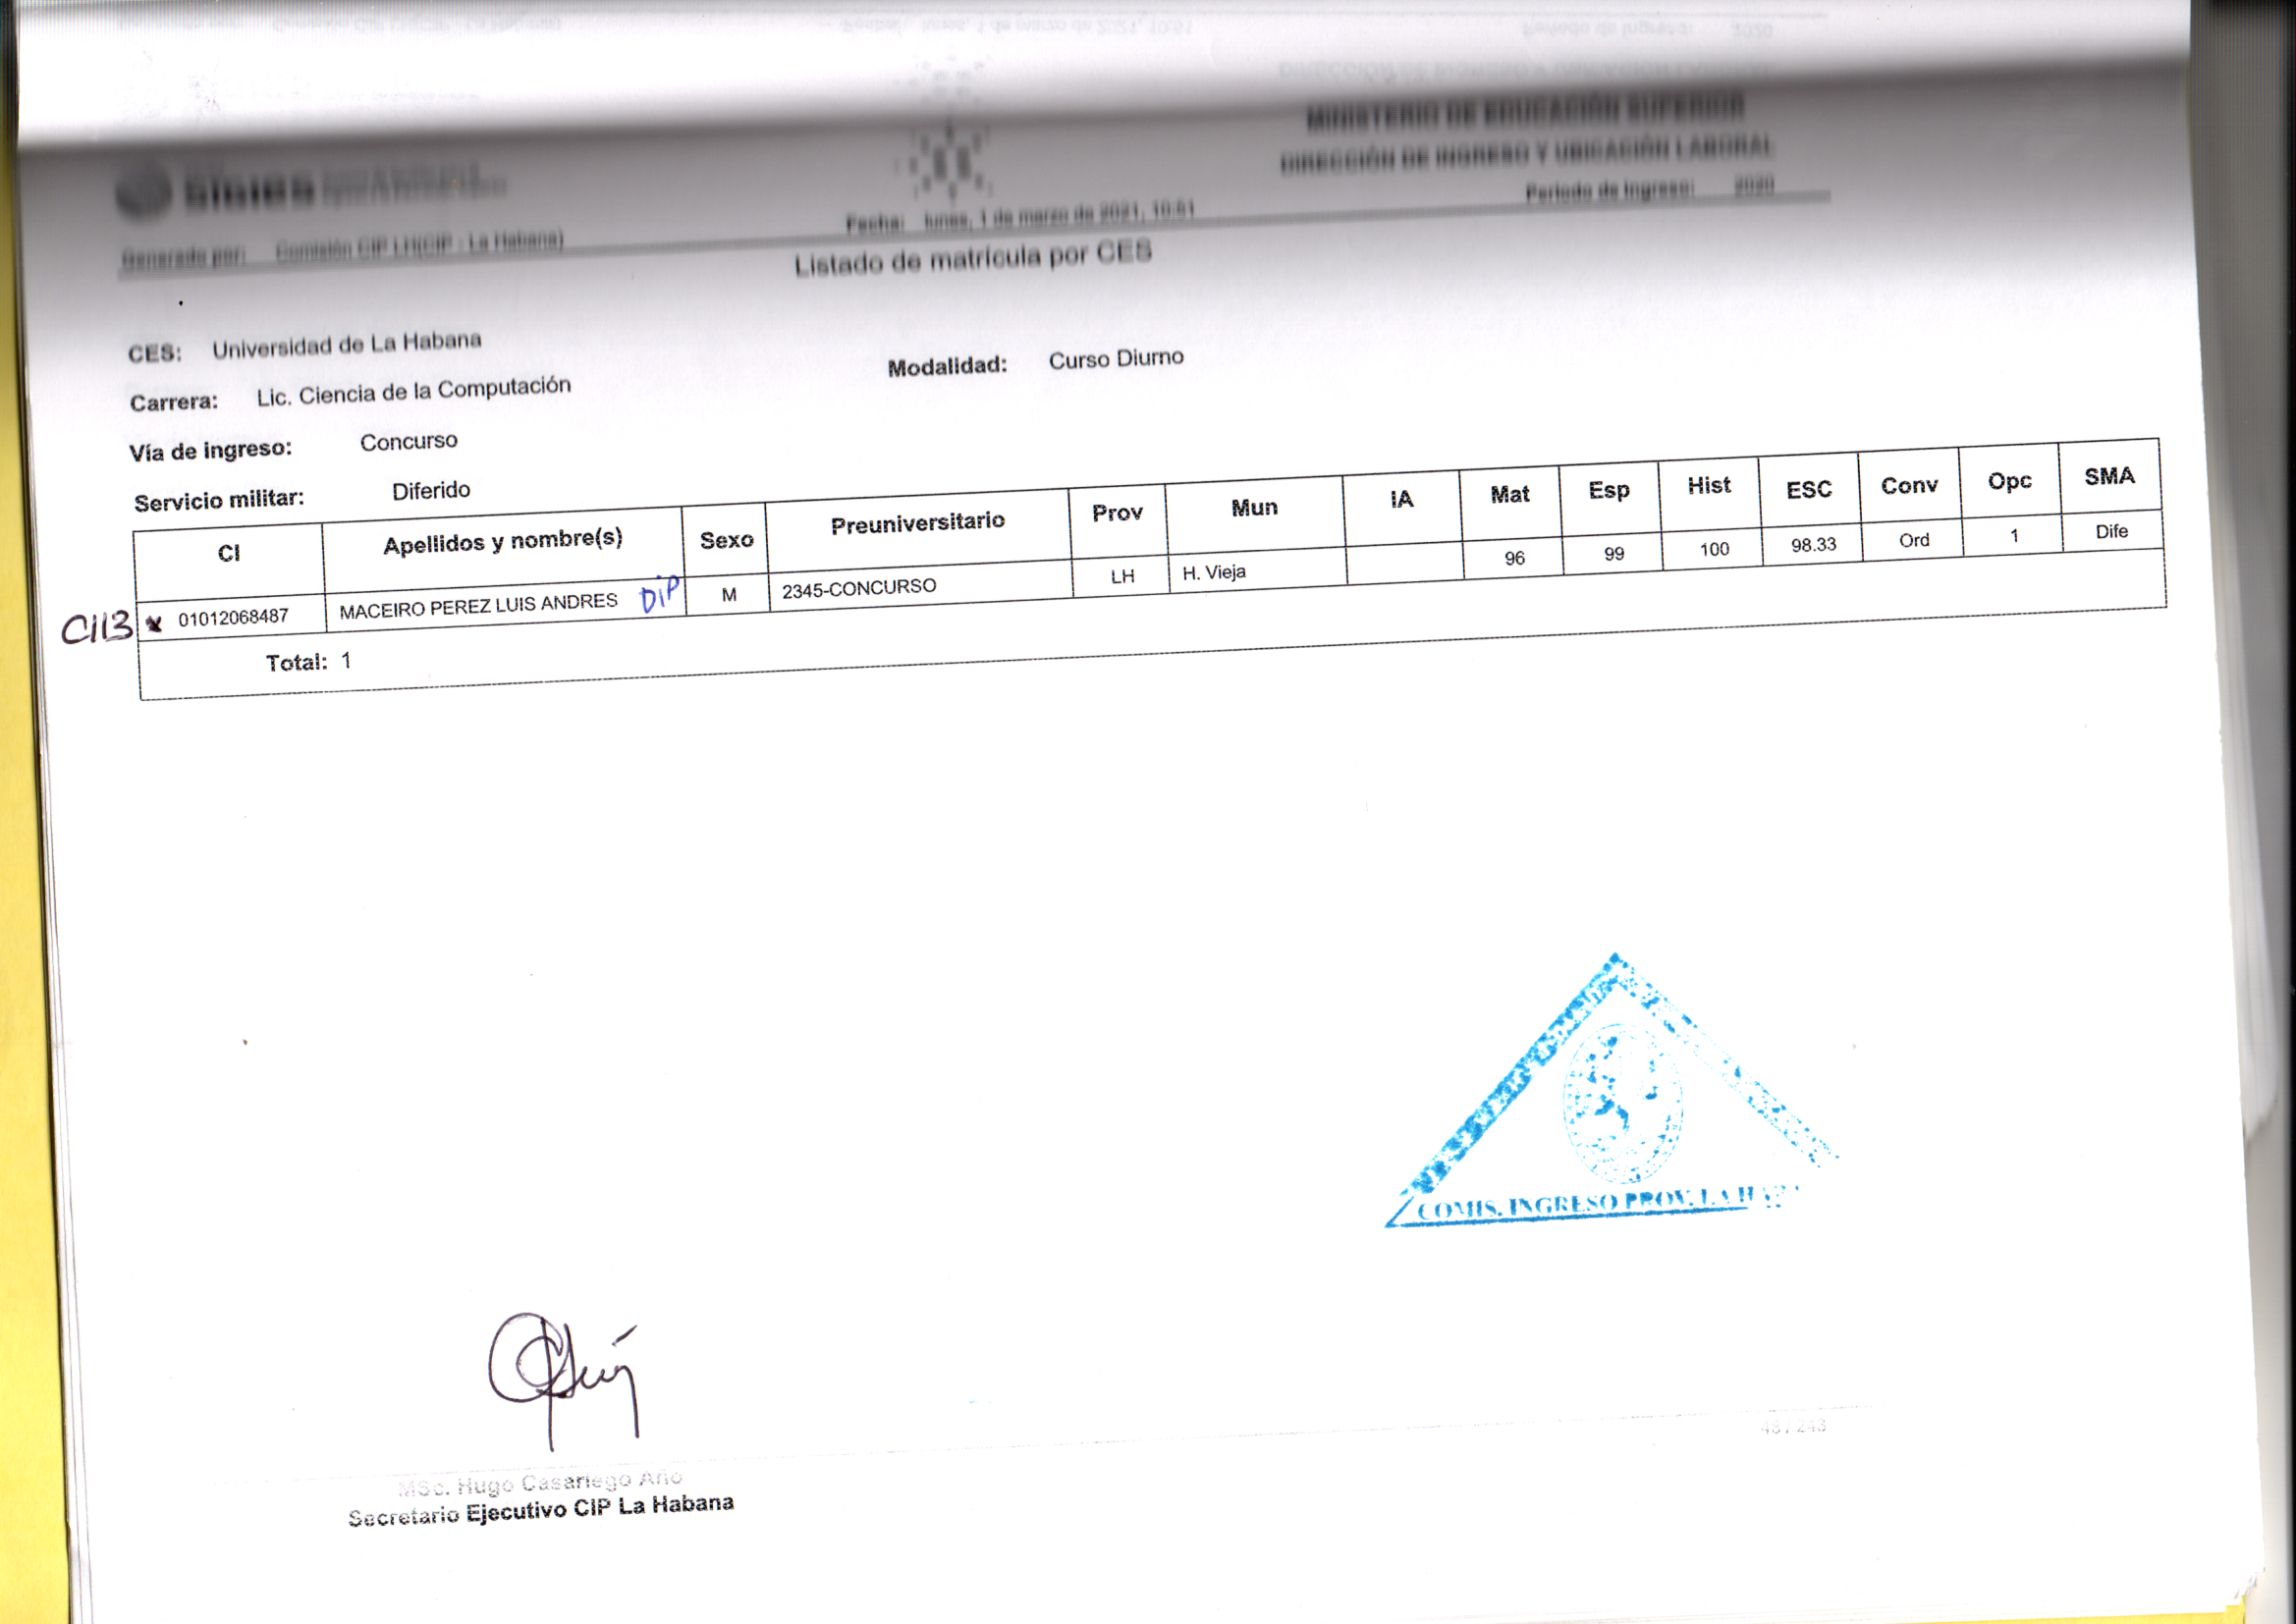 MINISTERIO DE EDUCACIÓN SUPERIOR
DIRECCIÓN DE INGRESO Y UBICACIÓN LABORAL
sigies
Periodo de ingreso: 2020
Fecha: lunes, 1 de marzo de 2021, 10:51
Generado por: Comisión CIP LH(CIP - La Habana)
Listado de matrícula por CES
CES: Universidad de La Habana
Modalidad: Curso Diurno
Carrera: Lic. Ciencia de la Computación
Vía de ingreso: Concurso
Servicio militar: Diferido
CI Apellidos y nombre(s) Sexo Preuniversitario Prov Mun IA Mat Esp Hist ESC Conv Opc SMA
C113 x 01012068487 MACEIRO PEREZ LUIS ANDRES DiP M 2345-CONCURSO LH H. Vieja 96 99 100 98.33 Ord 1 Dife
Total: 1
COMIS. INGRESO PROV. LA
48 / 243
MSc. Hugo Casariego Año
Secretario Ejecutivo CIP La Habana